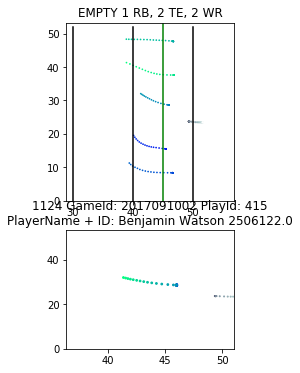 EMPTY 1 RB, 2 TE, 2 WR
50
40
30
20
10
0
30 40 50
1124 GameId: 2017091002 PlayId: 415
PlayerName + ID: Benjamin Watson 2506122.0
40
20
0
40 45 50